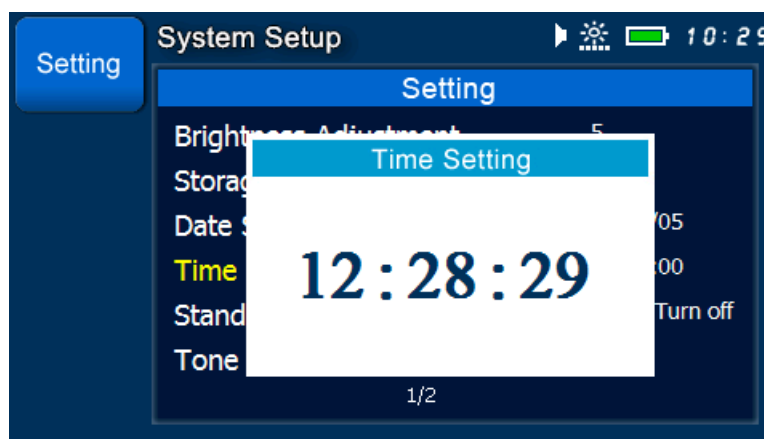 Setting
System Setup
10:29
Setting
Brightness Adjustment 5
Time Setting
Storag
Date S /05
12:28:29
Time :00
Stand Turn off
Tone
1/2